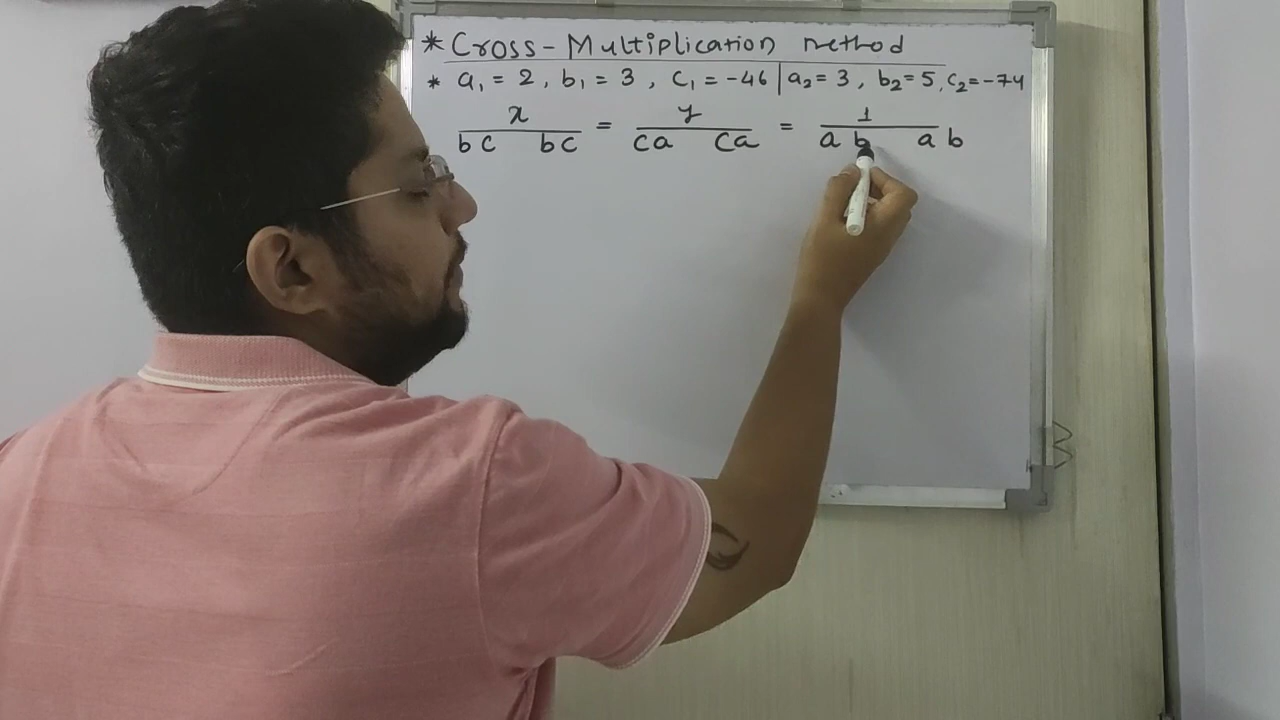 * Cross-Multiplication method
* a₁ = 2, b₁ = 3, c₁ = -46 | a₂ = 3, b₂ = 5, c₂ = -74
x / bc bc = y / ca ca = 1 / ab ab